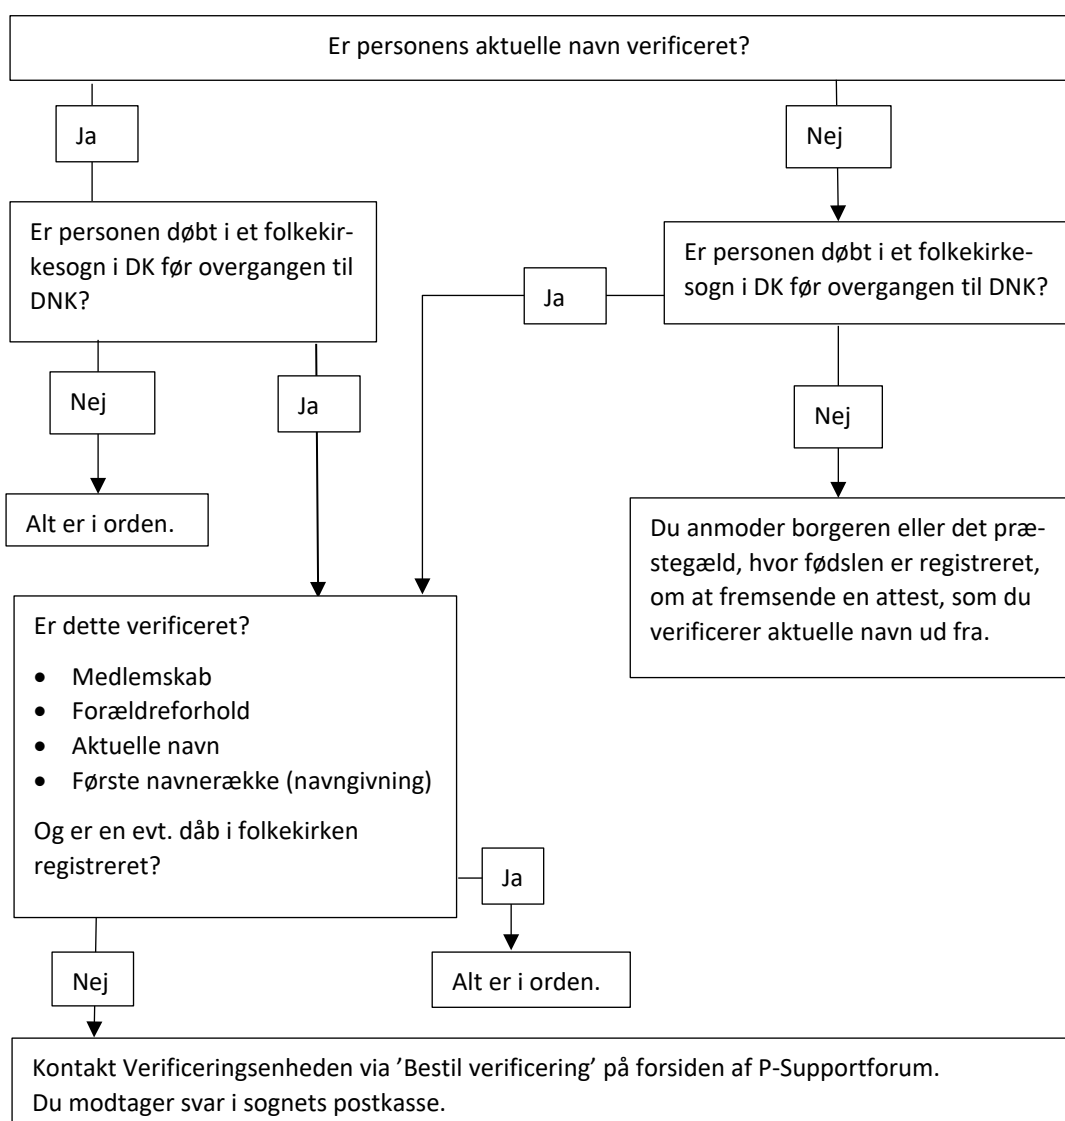 Er personens aktuelle navn verificeret?
Ja
Nej
Er personen døbt i et folkekir-
kesogn i DK før overgangen til
DNK?
Er personen døbt i et folkekirke-
sogn i DK før overgangen til DNK?
Ja
Nej
Ja
Nej
Alt er i orden.
Du anmoder borgeren eller det præ-
stegæld, hvor fødslen er registreret,
om at fremsende en attest, som du
verificerer aktuelle navn ud fra.
Er dette verificeret?
• Medlemskab
• Forældreforhold
• Aktuelle navn
• Første navnerække (navngivning)
Og er en evt. dåb i folkekirken
registreret?
Ja
Nej
Alt er i orden.
Kontakt Verificeringsenheden via ’Bestil verificering’ på forsiden af P-Supportforum.
Du modtager svar i sognets postkasse.